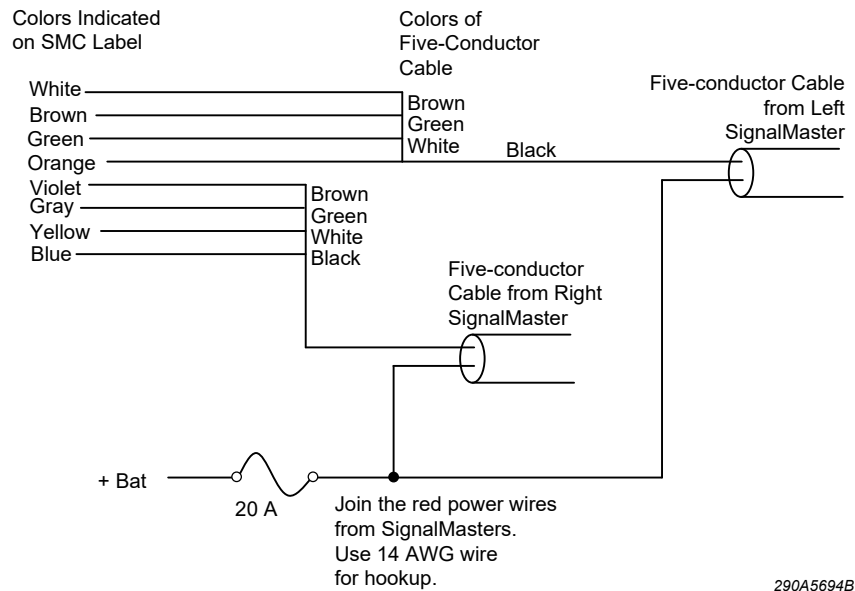 Colors Indicated
on SMC Label
Colors of
Five-Conductor
Cable
Five-conductor Cable
from Left
SignalMaster
White
Brown
Green
Orange
Violet
Gray
Yellow
Blue
Brown
Green
White
Black
Brown
Green
White
Black
Five-conductor
Cable from Right
SignalMaster
+ Bat
20 A
Join the red power wires
from SignalMasters.
Use 14 AWG wire
for hookup.
290A5694B